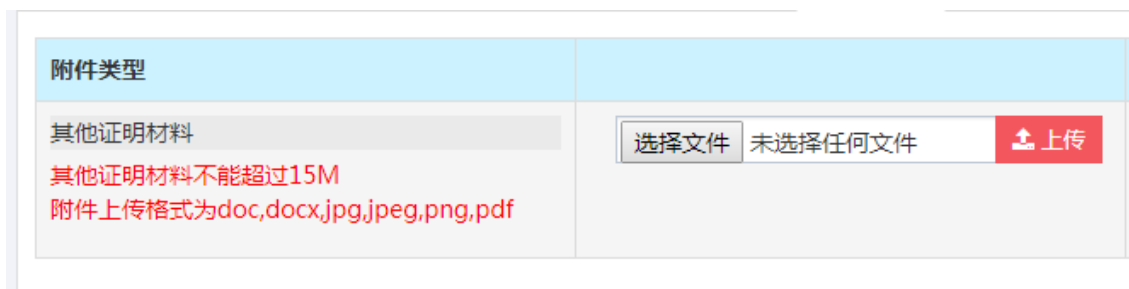 附件类型
其他证明材料
选择文件 未选择任何文件 上传
其他证明材料不能超过15M
附件上传格式为doc,docx,jpg,jpeg,png,pdf